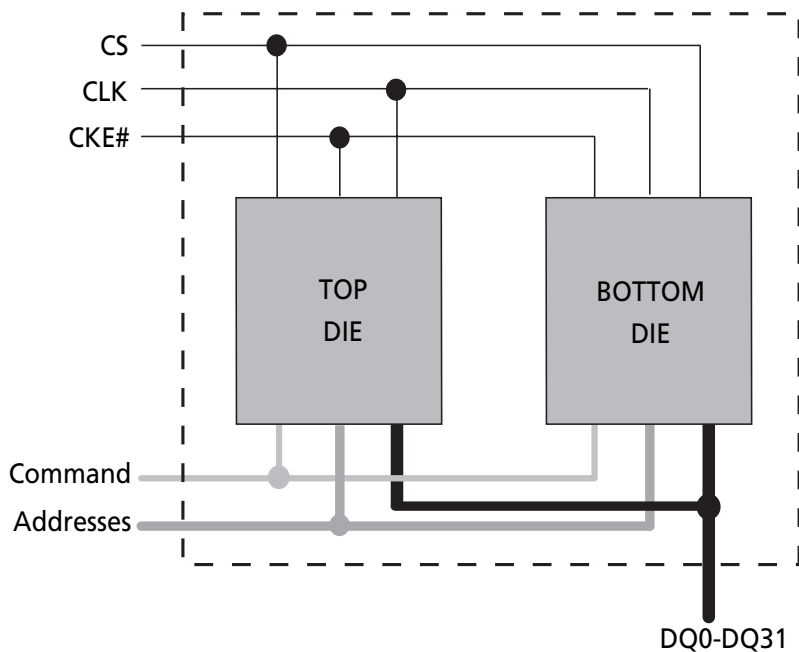 CS
CLK
CKE#
TOP
DIE
BOTTOM
DIE
Command
Addresses
DQ0-DQ31